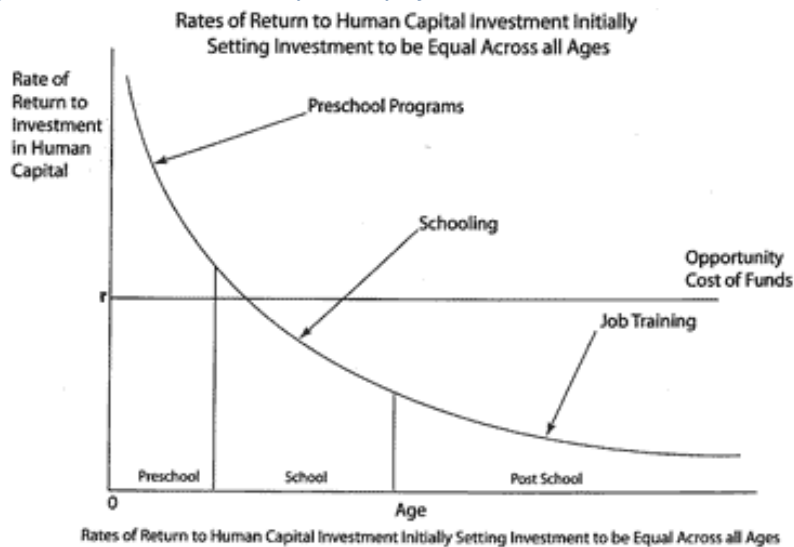 Rates of Return to Human Capital Investment Initially
Setting Investment to be Equal Across all Ages
Rate of
Return to
Investment
in Human
Capital
Preschool Programs
Schooling
Opportunity
Cost of Funds
r
Job Training
Preschool
School
Post School
0
Age
Rates of Return to Human Capital Investment Initially Setting Investment to be Equal Across all Ages